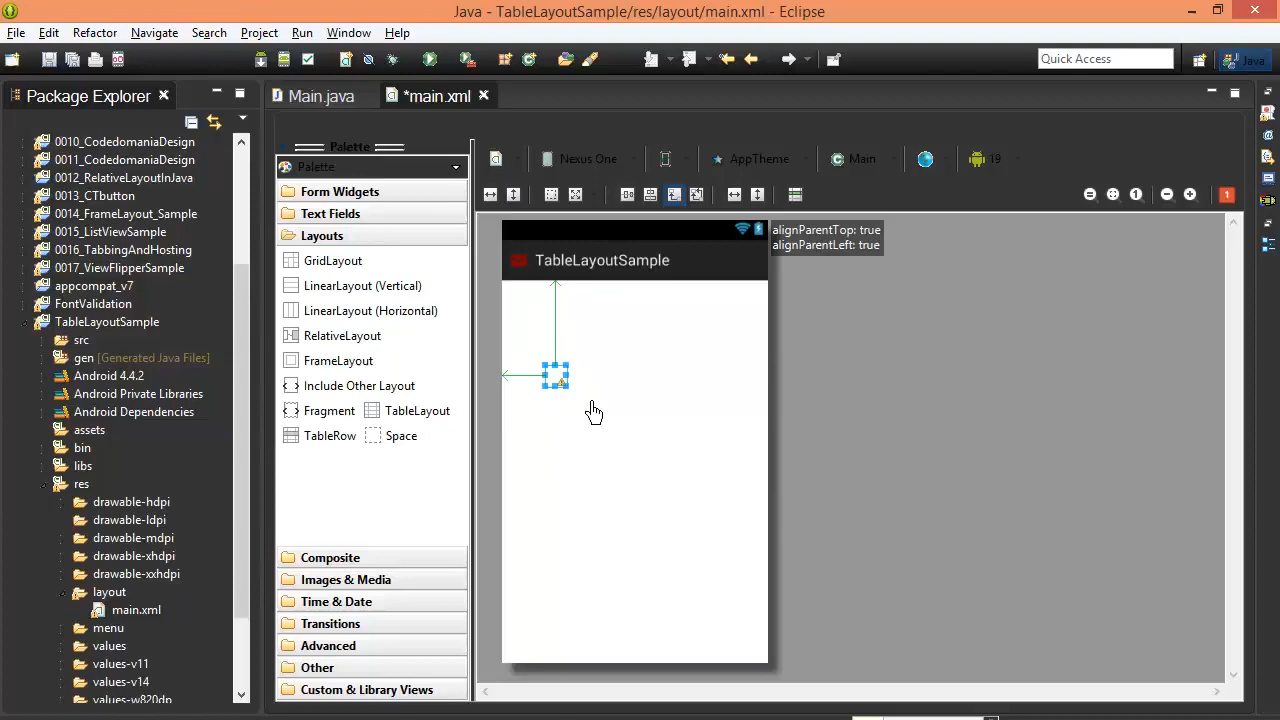 Java - TableLayoutSample/res/layout/main.xml - Eclipse
File Edit Refactor Navigate Search Project Run Window Help
Quick Access
Java
Package Explorer
Main.java
*main.xml
0010_CodedomaniaDesign
0011_CodedomaniaDesign
0012_RelativeLayoutInJava
0013_CTbutton
0014_FrameLayout_Sample
0015_ListViewSample
0016_TabbingAndHosting
0017_ViewFlipperSample
appcompat_v7
FontValidation
TableLayoutSample
src
gen [Generated Java Files]
Android 4.4.2
Android Private Libraries
Android Dependencies
assets
bin
libs
res
drawable-hdpi
drawable-ldpi
drawable-mdpi
drawable-xhdpi
drawable-xxhdpi
layout
main.xml
menu
values
values-v11
values-v14
values-w820dp
Palette
Palette
Form Widgets
Text Fields
Layouts
GridLayout
LinearLayout (Vertical)
LinearLayout (Horizontal)
RelativeLayout
FrameLayout
Include Other Layout
Fragment TableLayout
TableRow Space
Composite
Images & Media
Time & Date
Transitions
Advanced
Other
Custom & Library Views
Nexus One
AppTheme
Main
19
1
1
TableLayoutSample
alignParentTop: true
alignParentLeft: true